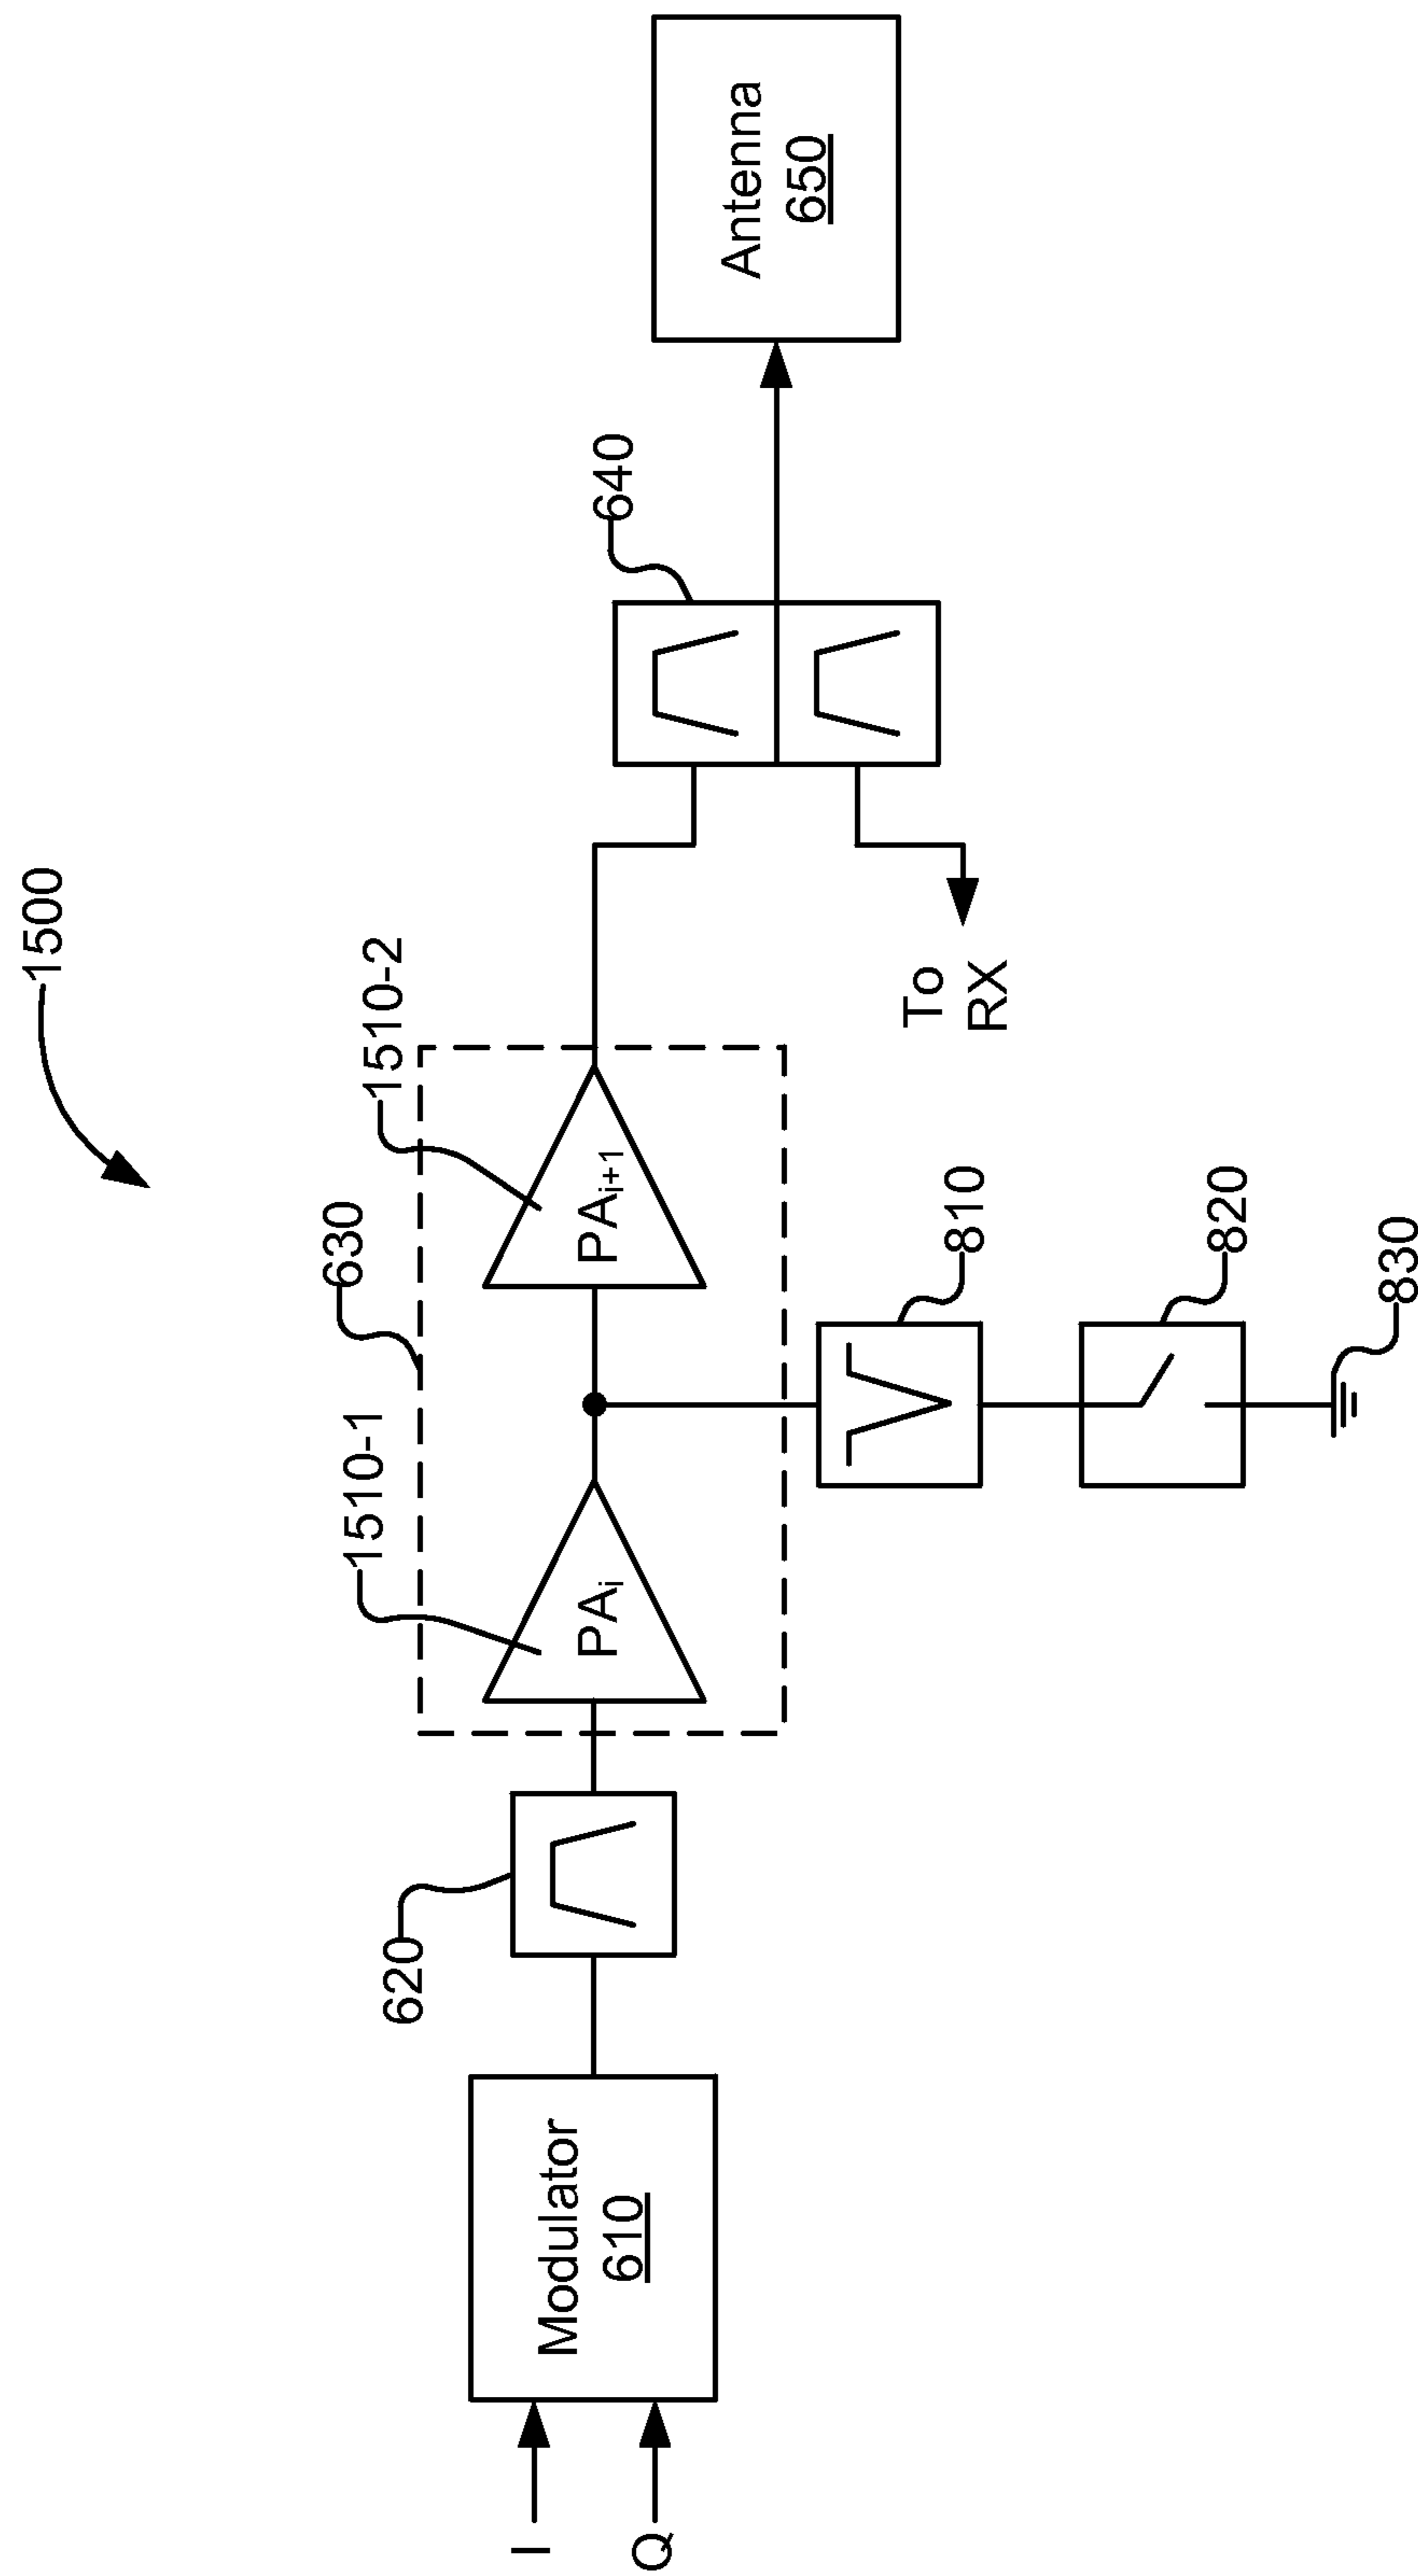 1500
630
1510-1
1510-2
620
640
I
Q
Modulator
610
PAi
PAi+1
Antenna
650
To
RX
810
820
830